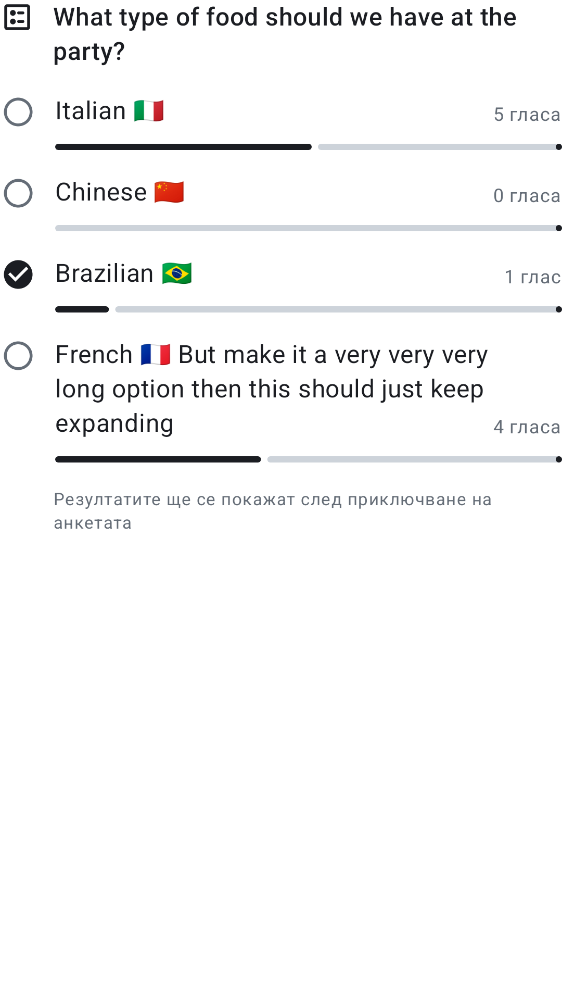 What type of food should we have at the
party?
Italian 🇮🇹
5 гласа
Chinese 🇨🇳
0 гласа
Brazilian 🇧🇷
1 глас
French 🇫🇷 But make it a very very very
long option then this should just keep
expanding
4 гласа
Резултатите ще се покажат след приключване на
анкетата